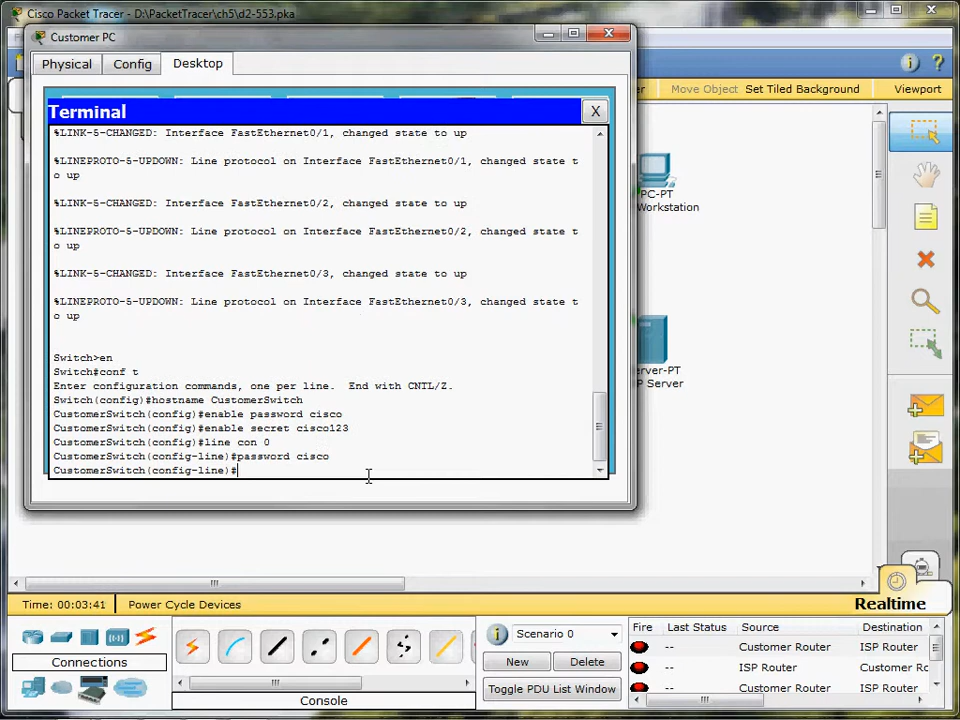 Cisco Packet Tracer - D:\PacketTracer\ch5\d2-553.pka
Customer PC
Physical
Config
Desktop
Move Object
Set Tiled Background
Viewport
Terminal
X
%LINK-5-CHANGED: Interface FastEthernet0/1, changed state to up
%LINEPROTO-5-UPDOWN: Line protocol on Interface FastEthernet0/1, changed state t
o up
%LINK-5-CHANGED: Interface FastEthernet0/2, changed state to up
%LINEPROTO-5-UPDOWN: Line protocol on Interface FastEthernet0/2, changed state t
o up
%LINK-5-CHANGED: Interface FastEthernet0/3, changed state to up
%LINEPROTO-5-UPDOWN: Line protocol on Interface FastEthernet0/3, changed state t
o up
Switch>en
Switch#conf t
Enter configuration commands, one per line.  End with CNTL/Z.
Switch(config)#hostname CustomerSwitch
CustomerSwitch(config)#enable password cisco
CustomerSwitch(config)#enable secret cisco123
CustomerSwitch(config)#line con 0
CustomerSwitch(config-line)#password cisco
CustomerSwitch(config-line)#
PC-PT
Workstation
erver-PT
P Server
Time: 00:03:41
Power Cycle Devices
Realtime
Connections
Console
Scenario 0
New
Delete
Toggle PDU List Window
Fire
Last Status
Source
Destination
--
Customer Router
ISP Router
--
ISP Router
Customer Ro
--
Customer Router
ISP Router